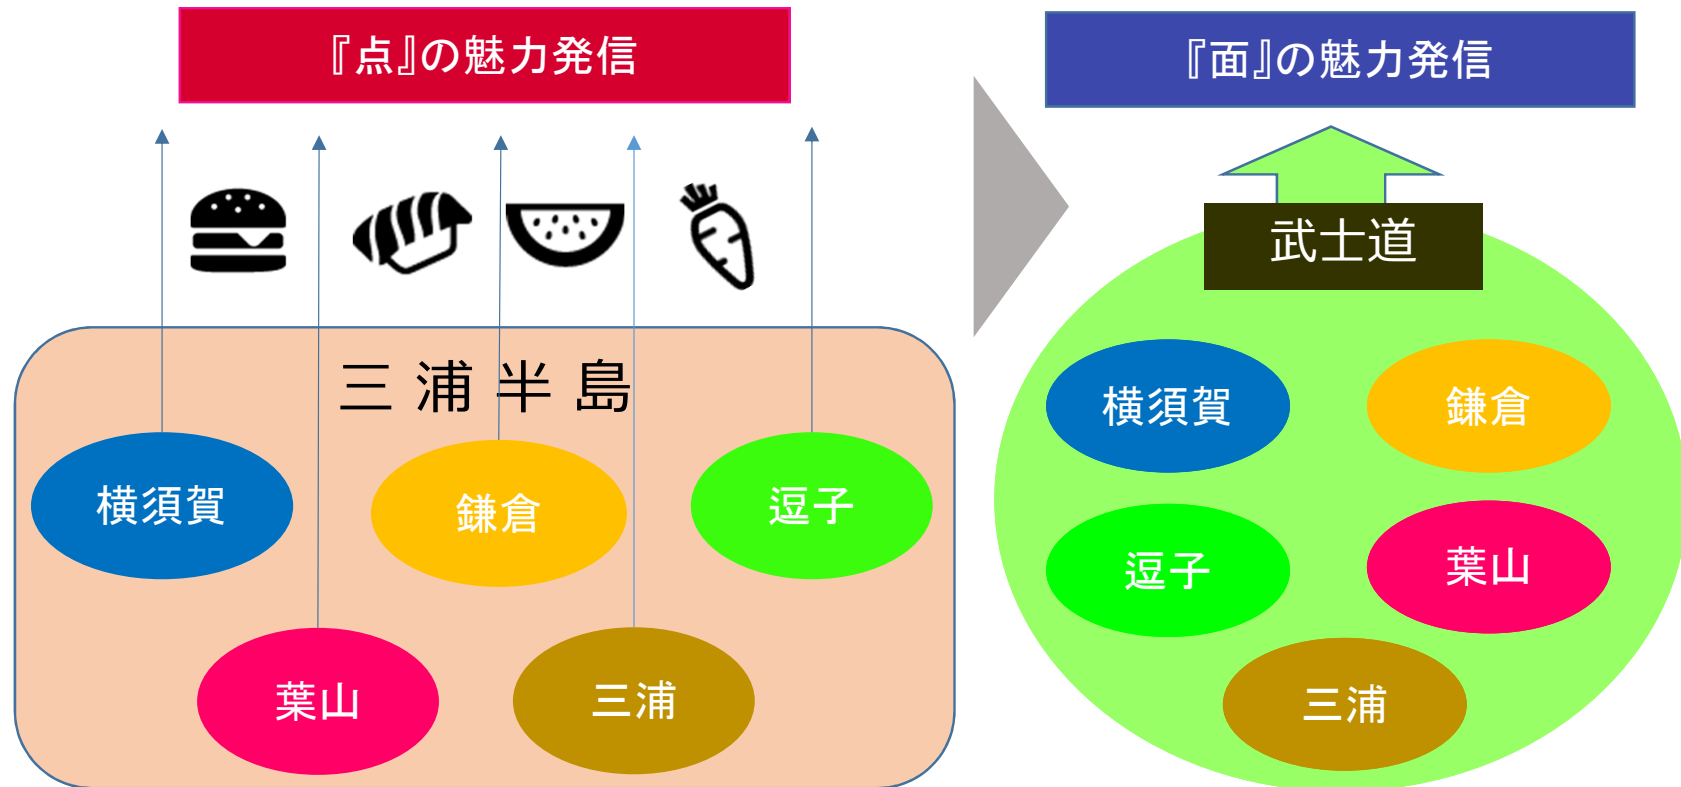 『点』の魅力発信
三浦半島
横須賀
鎌倉
逗子
葉山
三浦
『面』の魅力発信
武士道
横須賀
鎌倉
逗子
葉山
三浦